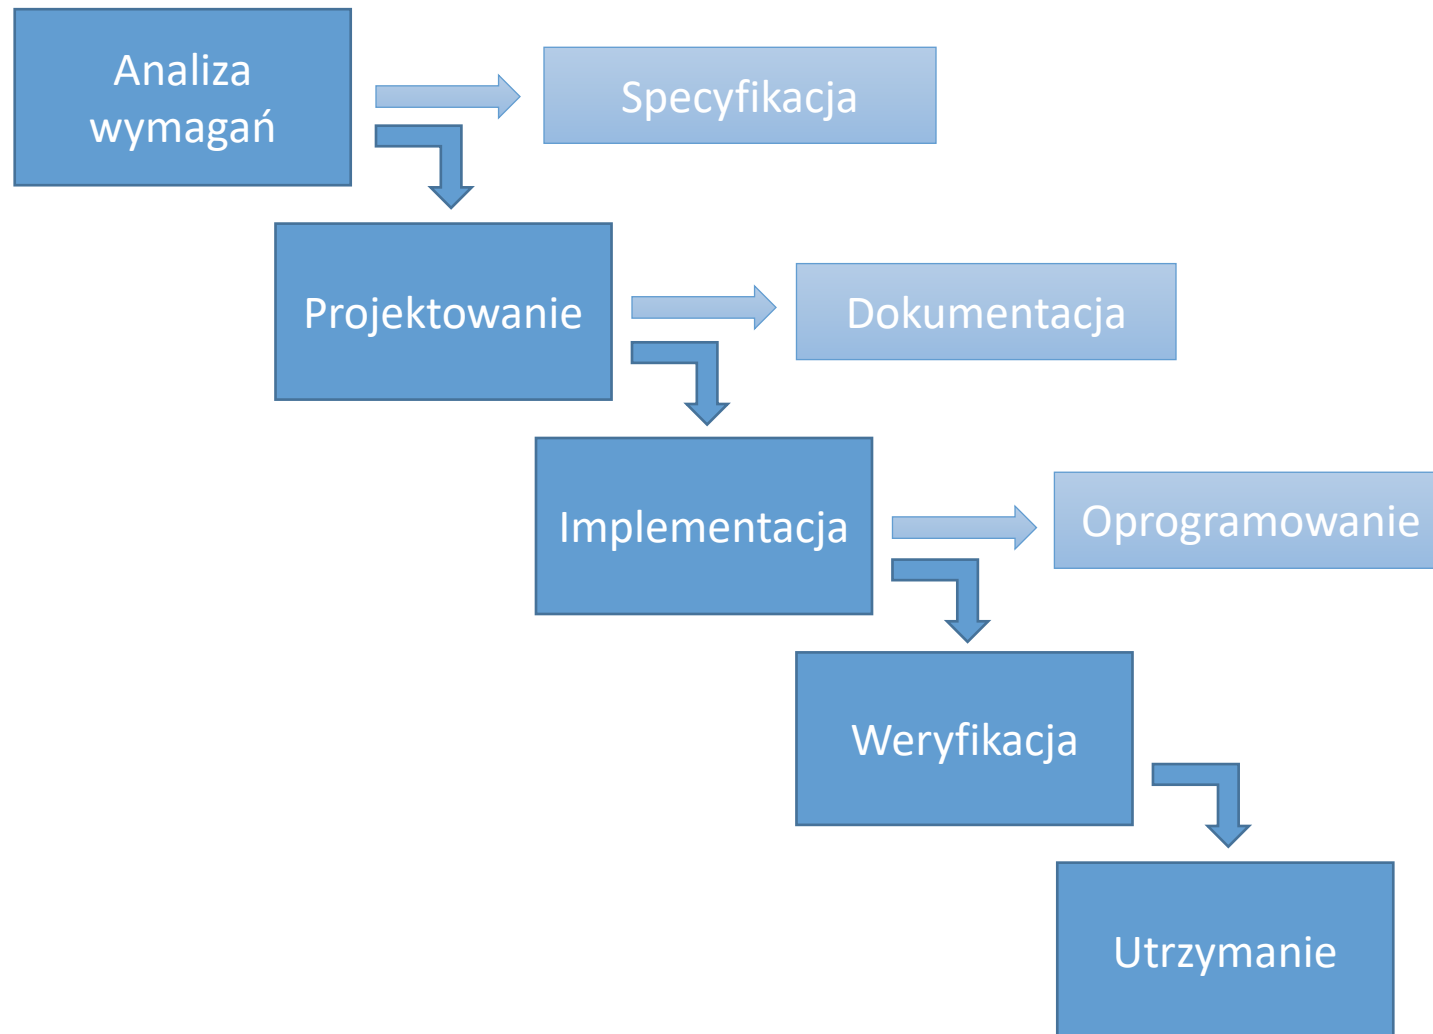 Analiza
wymagań
Specyfikacja
Projektowanie
Dokumentacja
Implementacja
Oprogramowanie
Weryfikacja
Utrzymanie